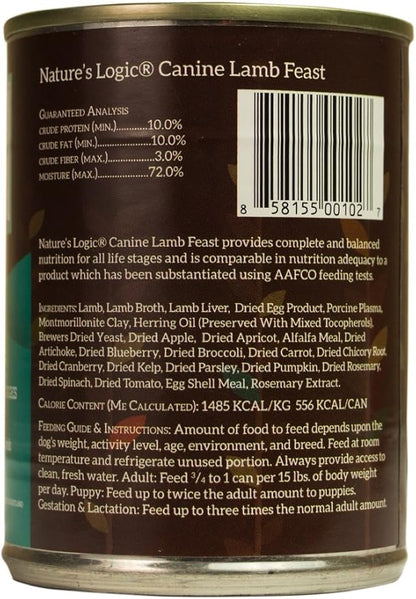 Nature's Logic® Canine Lamb Feast
GUARANTEED ANALYSIS
CRUDE PROTEIN (MIN.)..............10.0%
CRUDE FAT (MIN.)......................10.0%
CRUDE FIBER (MAX.)...................3.0%
MOISTURE (MAX.)......................72.0%
8 58155 00102 7
Nature's Logic® Canine Lamb Feast provides complete and balanced
nutrition for all life stages and is comparable in nutrition adequacy to a
product which has been substantiated using AAFCO feeding tests.
INGREDIENTS: Lamb, Lamb Broth, Lamb Liver, Dried Egg Product, Porcine Plasma,
Montmorillonite Clay, Herring Oil (Preserved With Mixed Tocopherols),
Brewers Dried Yeast, Dried Apple, Dried Apricot, Alfalfa Meal, Dried
Artichoke, Dried Blueberry, Dried Broccoli, Dried Carrot, Dried Chicory Root,
Dried Cranberry, Dried Kelp, Dried Parsley, Dried Pumpkin, Dried Rosemary,
Dried Spinach, Dried Tomato, Egg Shell Meal, Rosemary Extract.
CALORIE CONTENT (ME CALCULATED): 1485 KCAL/KG 556 KCAL/CAN
FEEDING GUIDE & INSTRUCTIONS: Amount of food to feed depends upon the
dog's weight, activity level, age, environment, and breed. Feed at room
temperature and refrigerate unused portion. Always provide access to
clean, fresh water. Adult: Feed 3/4 to 1 can per 15 lbs. of body weight
per day. Puppy: Feed up to twice the adult amount to puppies.
Gestation & Lactation: Feed up to three times the normal adult amount.